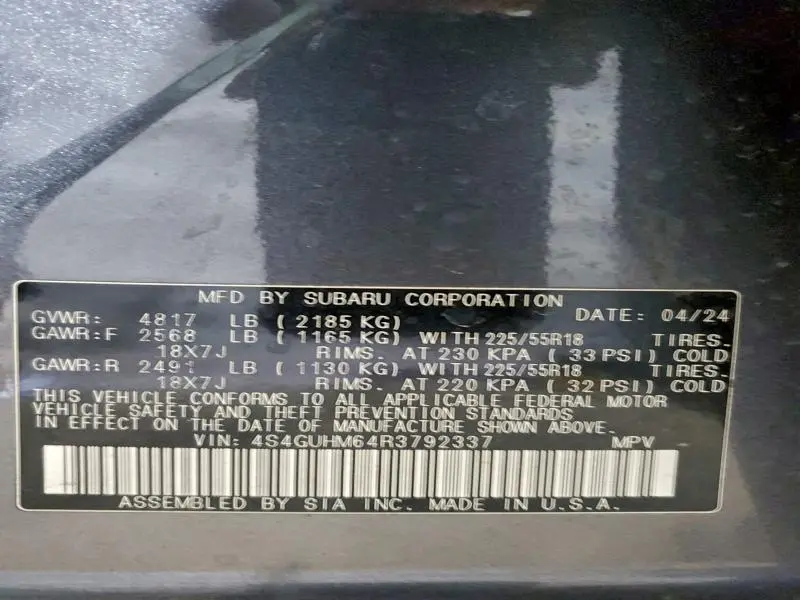 MFD BY SUBARU CORPORATION DATE: 04/24
GVWR: 4817 LB ( 2185 KG)
GAWR:F 2568 LB ( 1165 KG) WITH 225/55R18 TIRES.
18X7J RIMS. AT 230 KPA ( 33 PSI) COLD
GAWR:R 2491 LB ( 1130 KG) WITH 225/55R18 TIRES.
18X7J RIMS. AT 220 KPA ( 32 PSI) COLD
THIS VEHICLE CONFORMS TO ALL APPLICABLE FEDERAL MOTOR
VEHICLE SAFETY AND THEFT PREVENTION STANDARDS
IN EFFECT ON THE DATE OF MANUFACTURE SHOWN ABOVE.
VIN: 4S4GUHM64R3792337 MPV
ASSEMBLED BY SIA INC. MADE IN U.S.A.